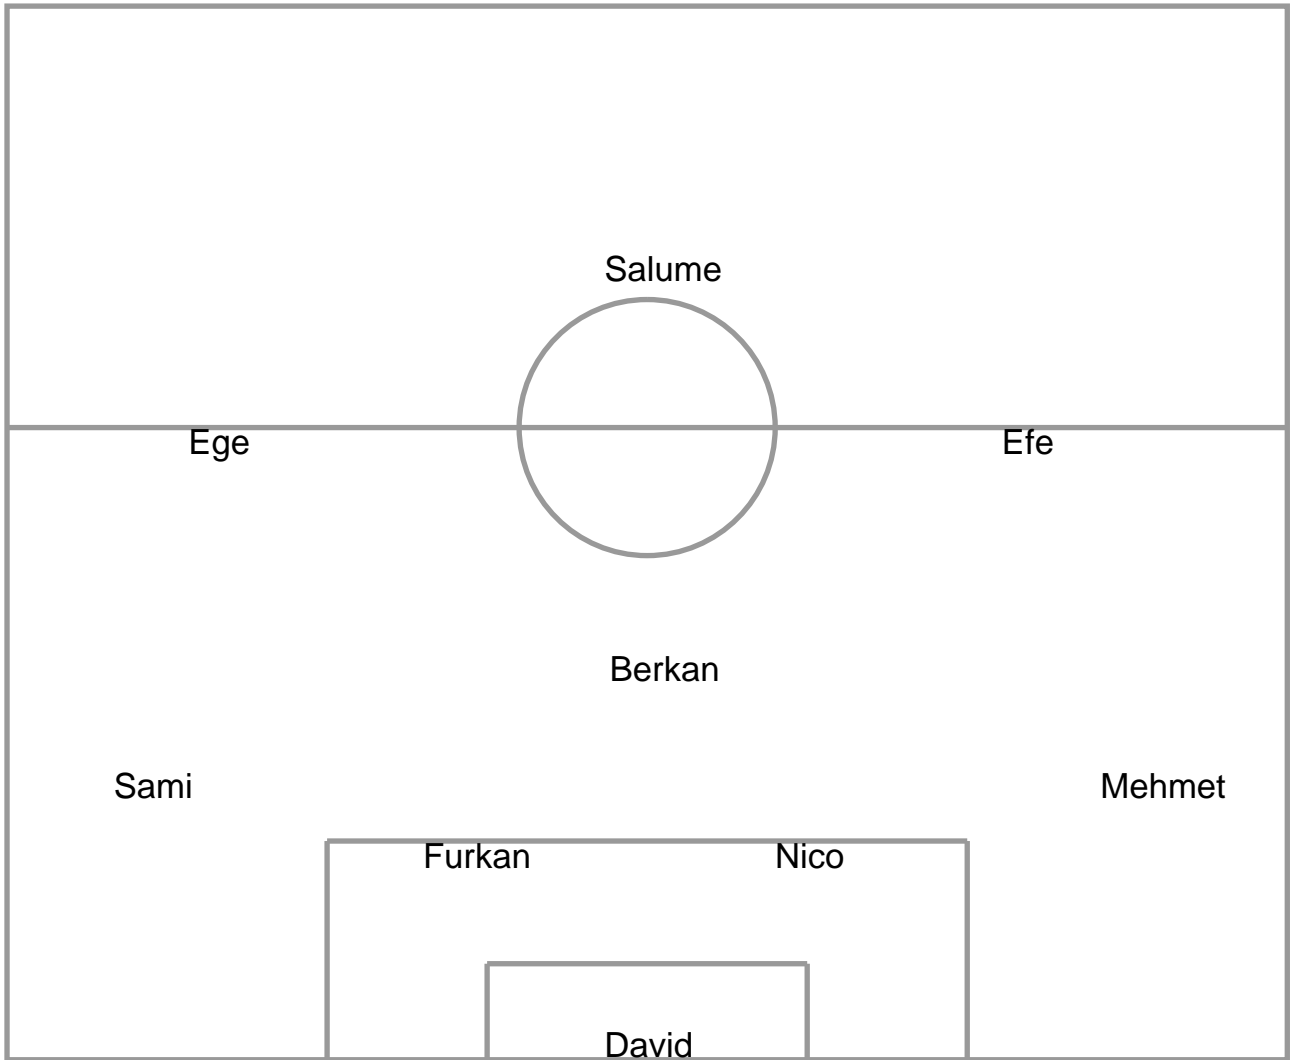 Salume
Ege Efe
Berkan
Sami Mehmet
Furkan Nico
David